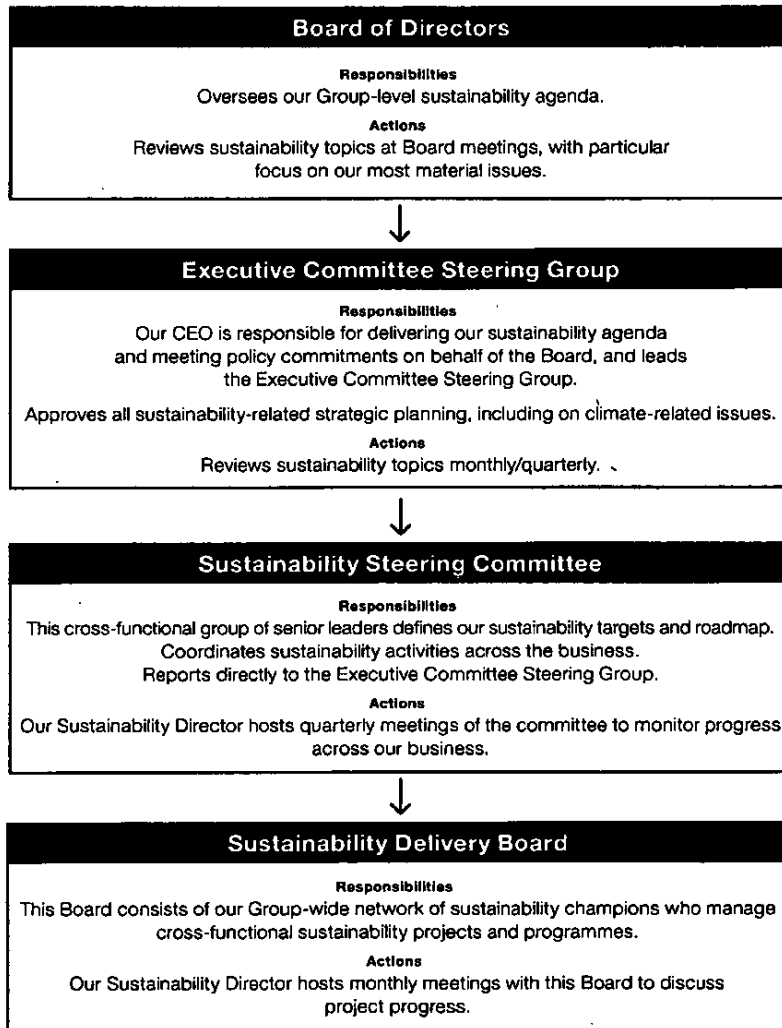 Board of Directors
Responsibilities
Oversees our Group-level sustainability agenda.
Actions
Reviews sustainability topics at Board meetings, with particular
focus on our most material issues.
Executive Committee Steering Group
Responsibilities
Our CEO is responsible for delivering our sustainability agenda
and meeting policy commitments on behalf of the Board, and leads
the Executive Committee Steering Group.
Approves all sustainability-related strategic planning, including on climate-related issues.
Actions
Reviews sustainability topics monthly/quarterly.
Sustainability Steering Committee
Responsibilities
This cross-functional group of senior leaders defines our sustainability targets and roadmap.
Coordinates sustainability activities across the business.
Reports directly to the Executive Committee Steering Group.
Actions
Our Sustainability Director hosts quarterly meetings of the committee to monitor progress
across our business.
Sustainability Delivery Board
Responsibilities
This Board consists of our Group-wide network of sustainability champions who manage
cross-functional sustainability projects and programmes.
Actions
Our Sustainability Director hosts monthly meetings with this Board to discuss
project progress.